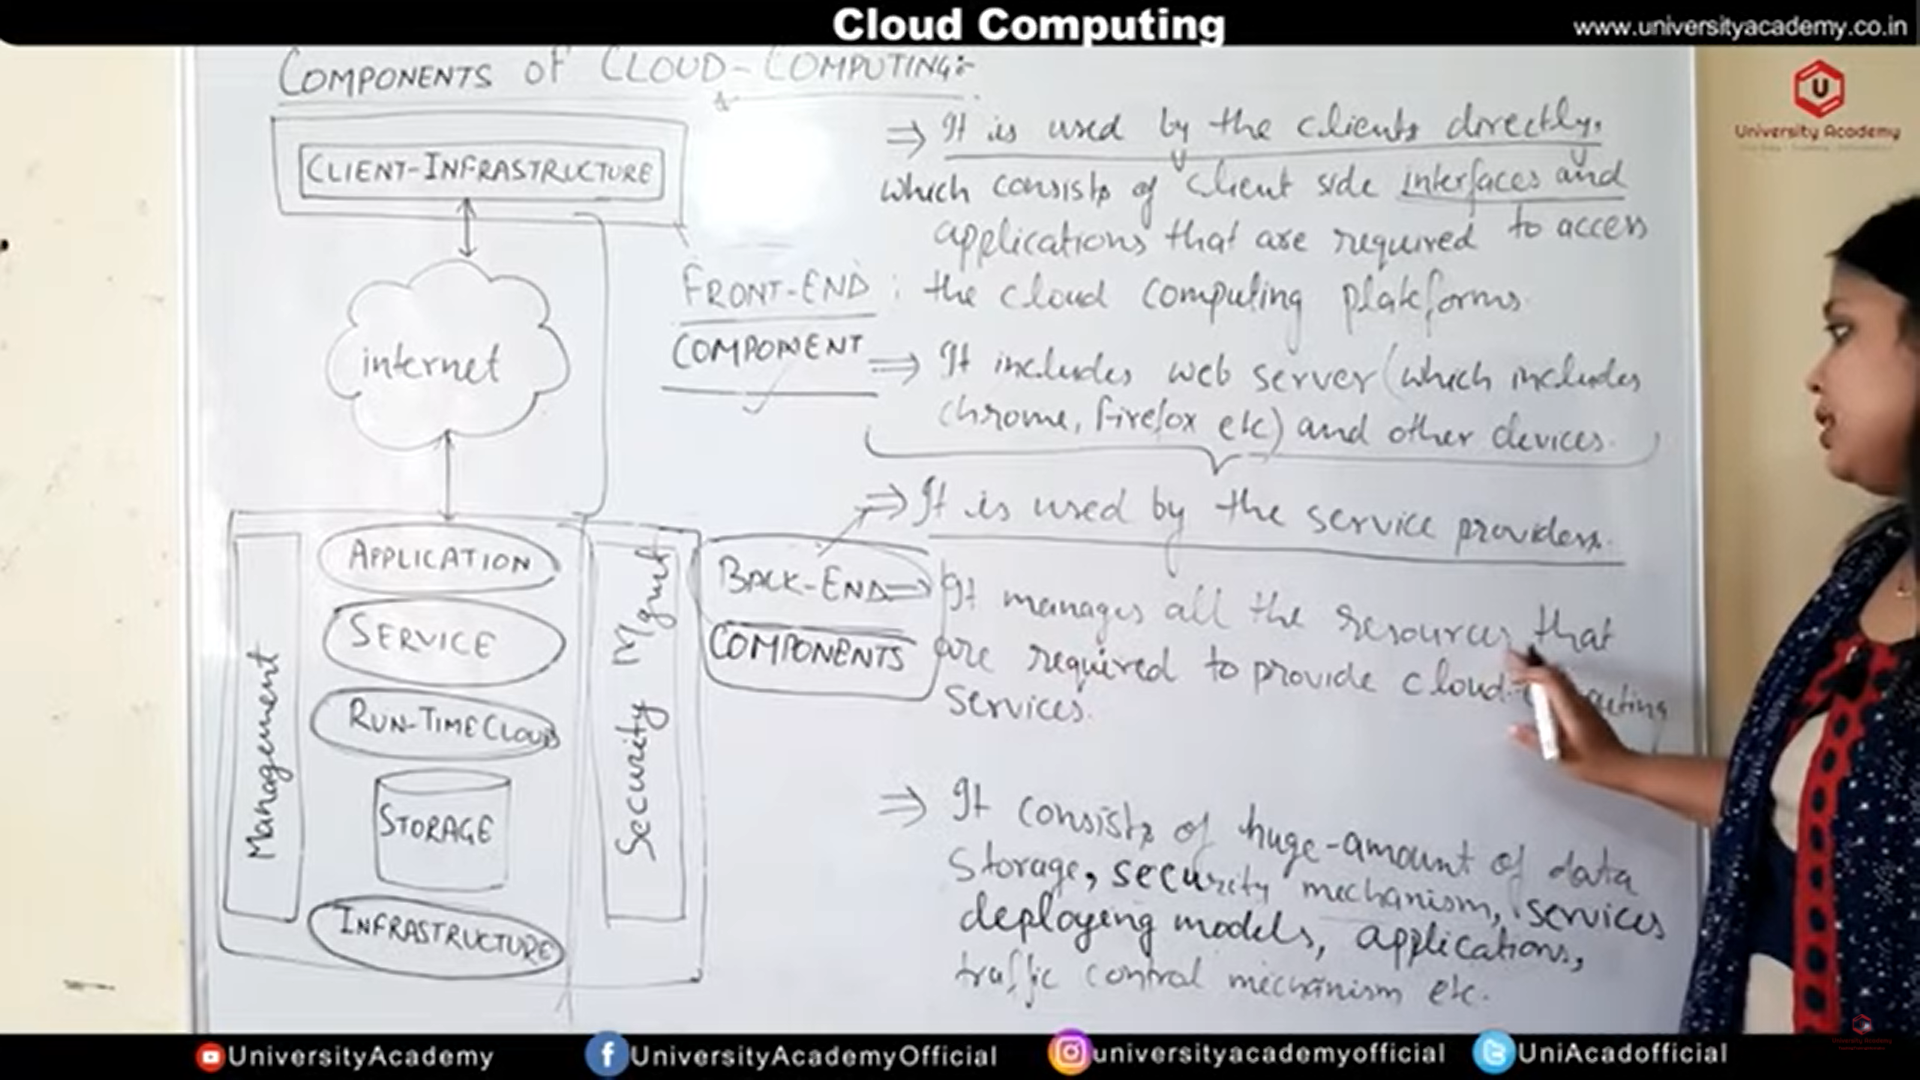 Cloud Computing
www.universityacademy.co.in
COMPONENTS of CLOUD-COMPUTING:-
University Academy
CLIENT-INFRASTRUCTURE
internet
FRONT-END :
COMPONENT
⇒ It is used by the clients directly,
which consists of client side interfaces and
applications that are required to access
the cloud computing platforms.
⇒ It includes web server (which includes
chrome, firefox etc) and other devices.
Management
APPLICATION
SERVICE
RUN-TIME CLOUD
STORAGE
INFRASTRUCTURE
Security Mgmt
BACK-END
COMPONENTS
⇒ It is used by the service providers.
⇒ It manages all the resources that
are required to provide cloud-
services.
⇒ It consists of huge-amount of data
storage, security mechanism, services
deploying models, applications,
traffic control mechanism etc.
UniversityAcademy
UniversityAcademyOfficial
universityacademyofficial
UniAcadofficial